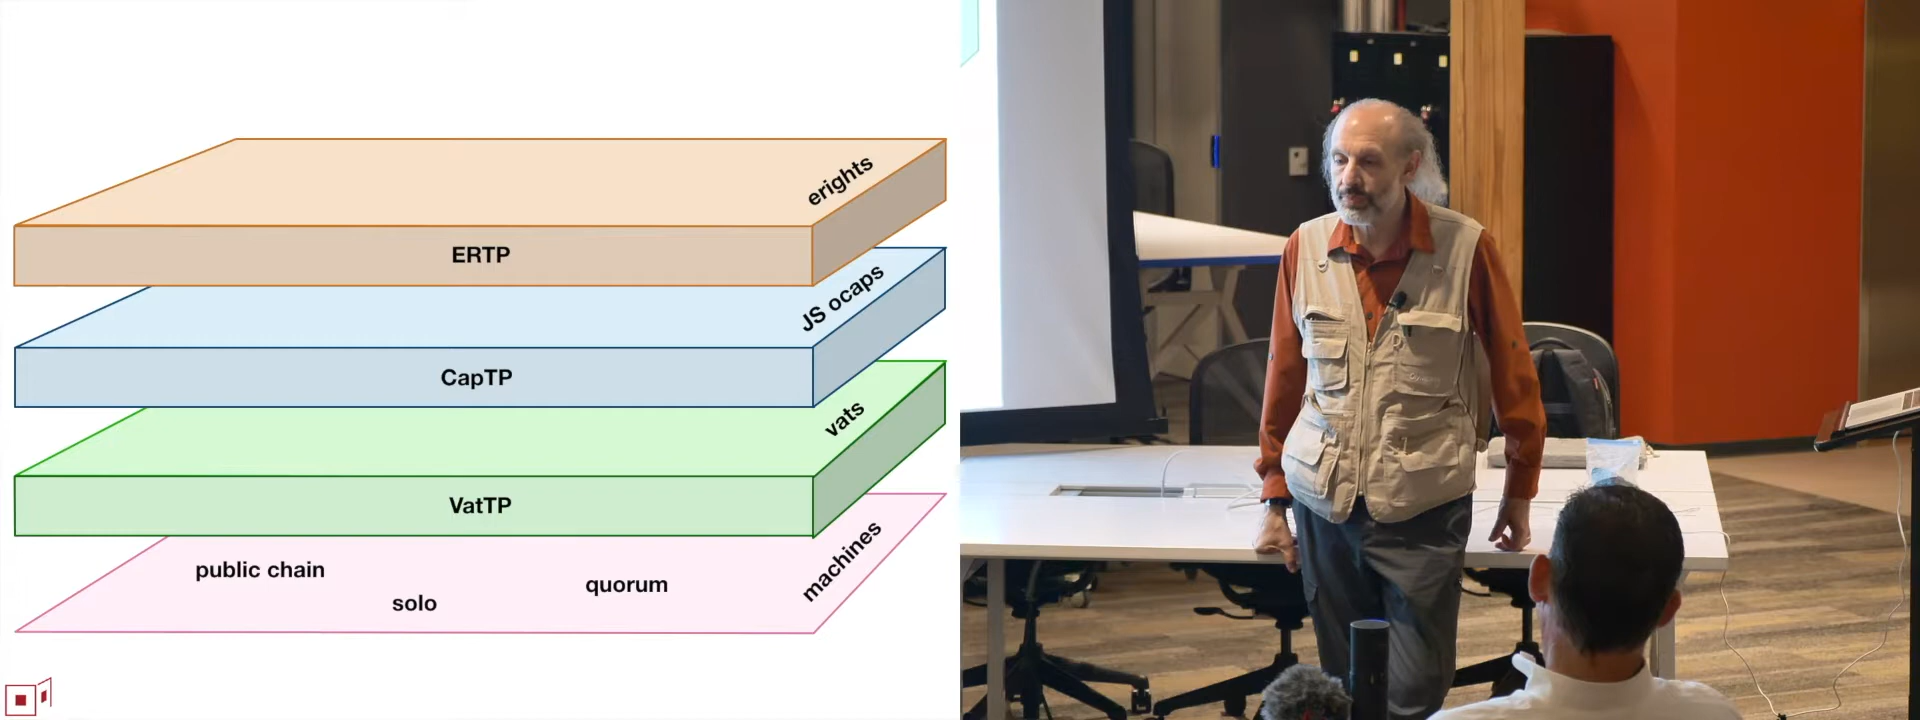 erights
ERTP
JS ocaps
CapTP
vats
VatTP
machines
public chain
quorum
solo